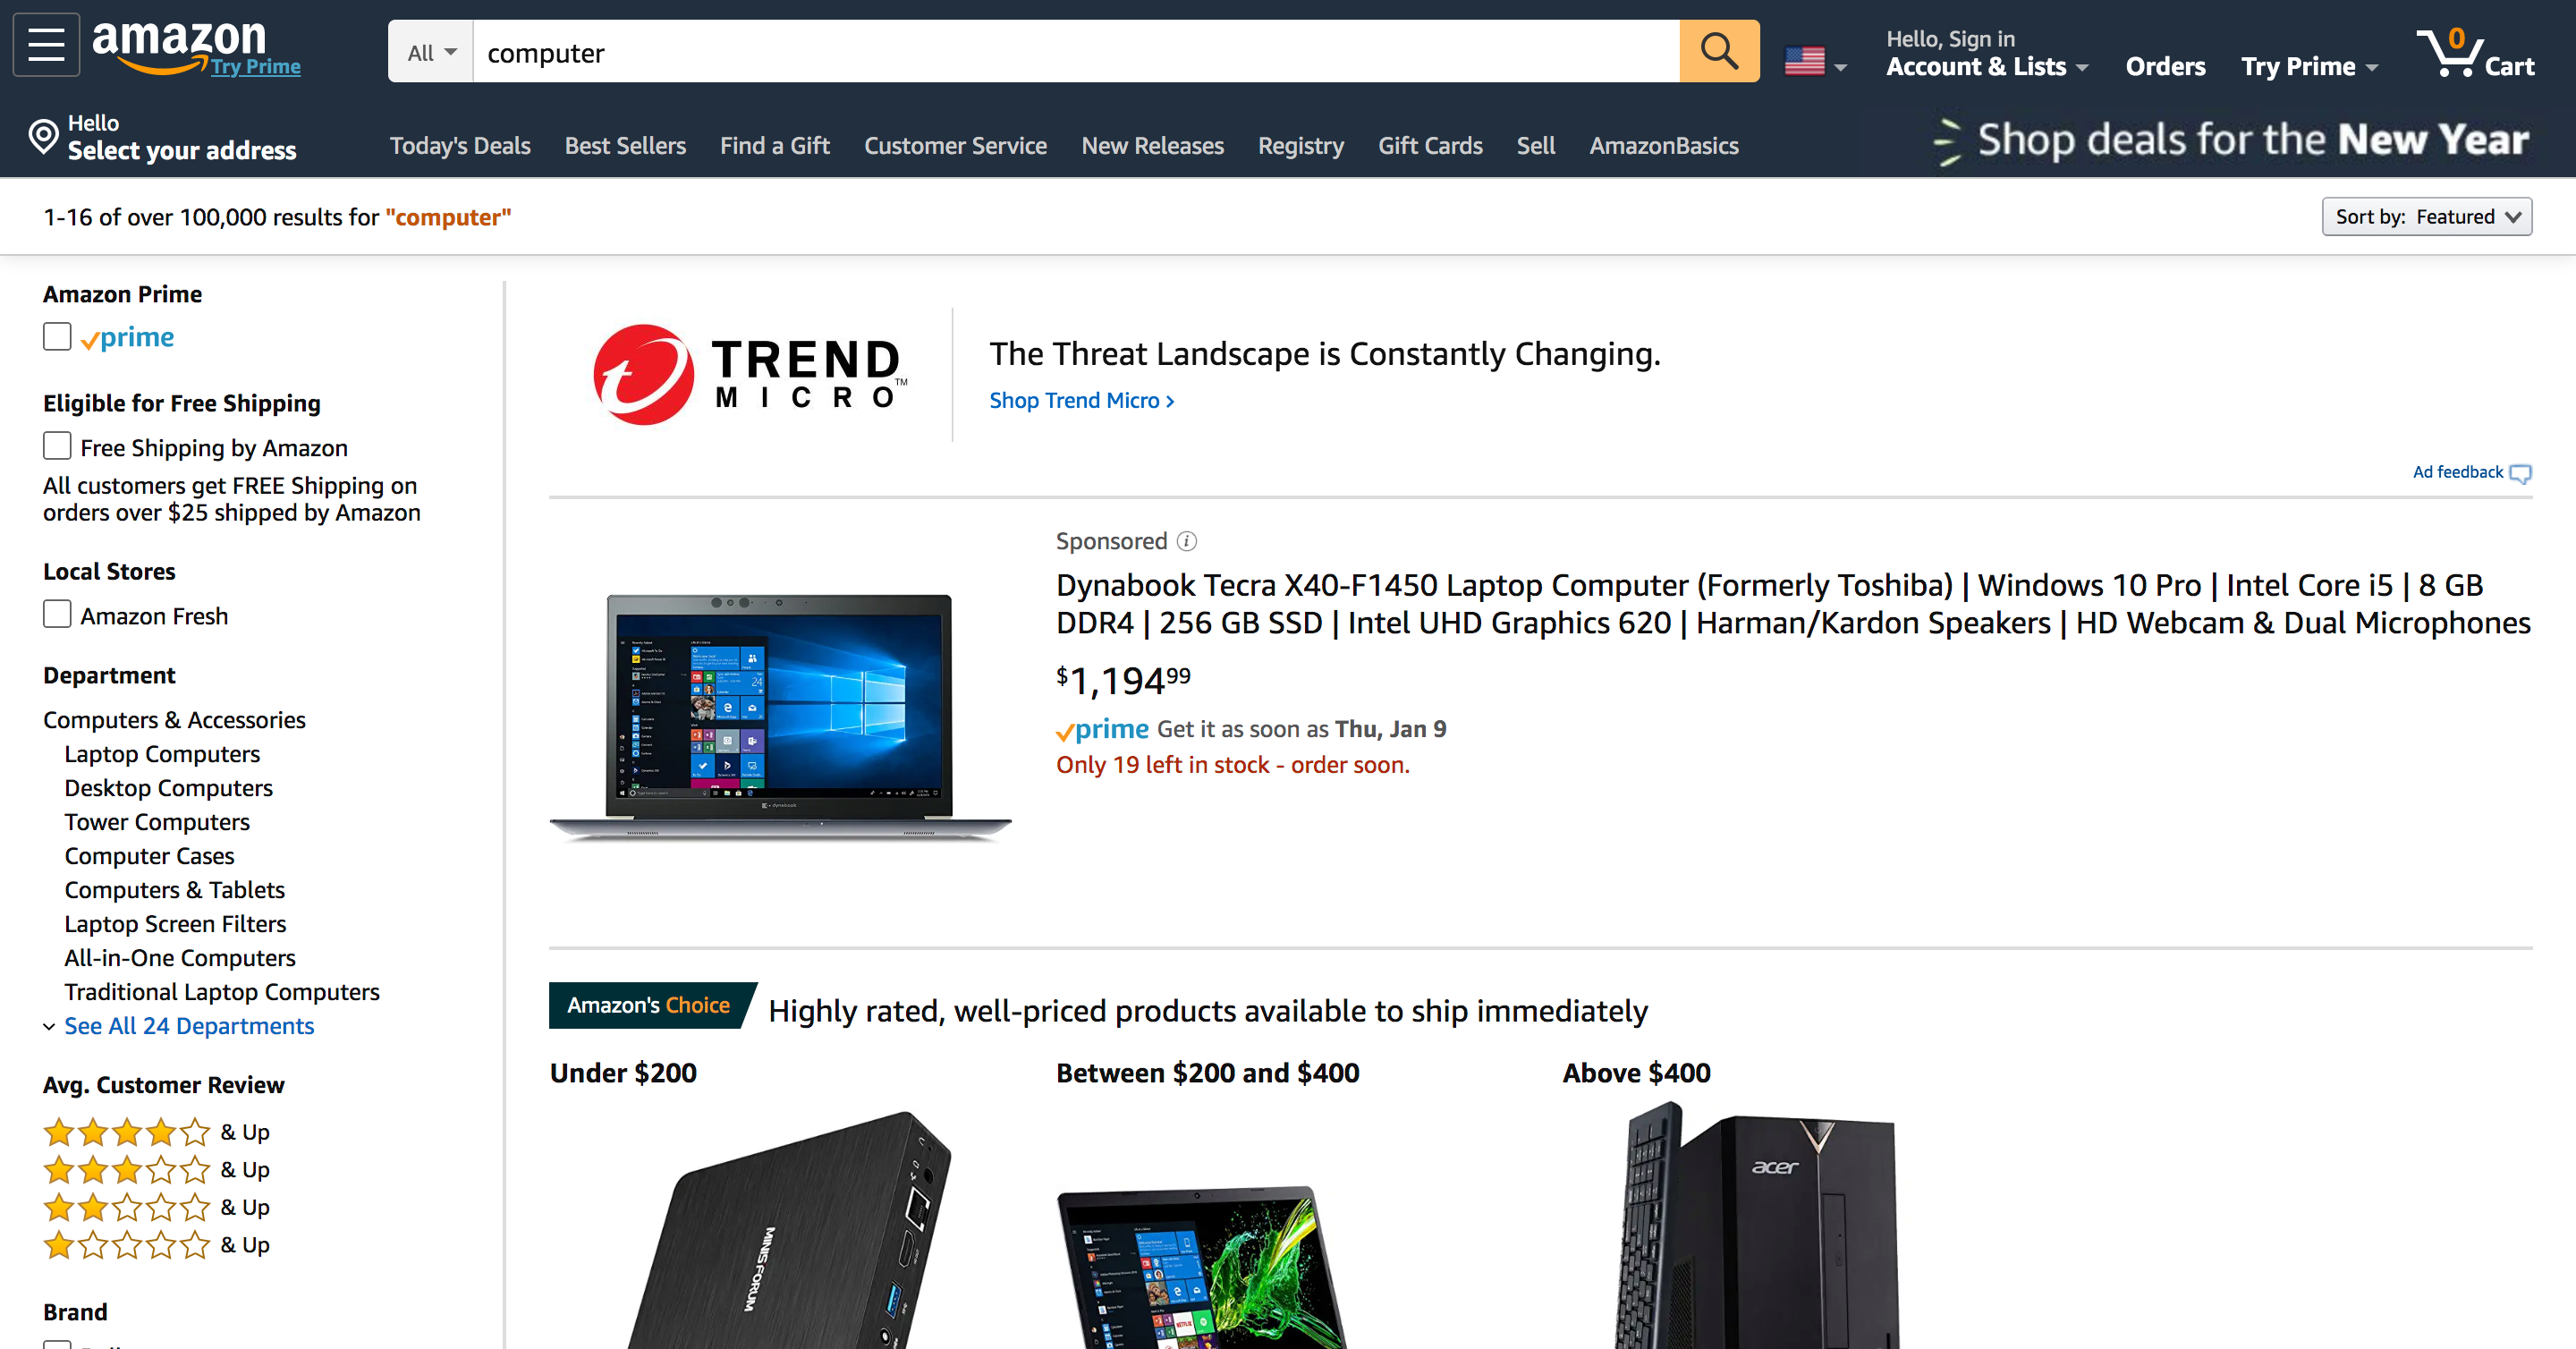 amazon
Try Prime
All
computer
Hello, Sign in
Account & Lists
Orders
Try Prime
0
Cart
Hello
Select your address
Today's Deals
Best Sellers
Find a Gift
Customer Service
New Releases
Registry
Gift Cards
Sell
AmazonBasics
Shop deals for the New Year
1-16 of over 100,000 results for "computer"
Sort by: Featured
Amazon Prime
prime
Eligible for Free Shipping
Free Shipping by Amazon
All customers get FREE Shipping on
orders over $25 shipped by Amazon
Local Stores
Amazon Fresh
Department
Computers & Accessories
Laptop Computers
Desktop Computers
Tower Computers
Computer Cases
Computers & Tablets
Laptop Screen Filters
All-in-One Computers
Traditional Laptop Computers
See All 24 Departments
Avg. Customer Review
& Up
& Up
& Up
& Up
Brand
TREND
MICRO™
The Threat Landscape is Constantly Changing.
Shop Trend Micro ›
Ad feedback
Sponsored
Dynabook Tecra X40-F1450 Laptop Computer (Formerly Toshiba) | Windows 10 Pro | Intel Core i5 | 8 GB
DDR4 | 256 GB SSD | Intel UHD Graphics 620 | Harman/Kardon Speakers | HD Webcam & Dual Microphones
$1,194.99
prime Get it as soon as Thu, Jan 9
Only 19 left in stock - order soon.
dynabook
Amazon's Choice
Highly rated, well-priced products available to ship immediately
Under $200
Between $200 and $400
Above $400
MINISFORUM
NETFLIX
acer